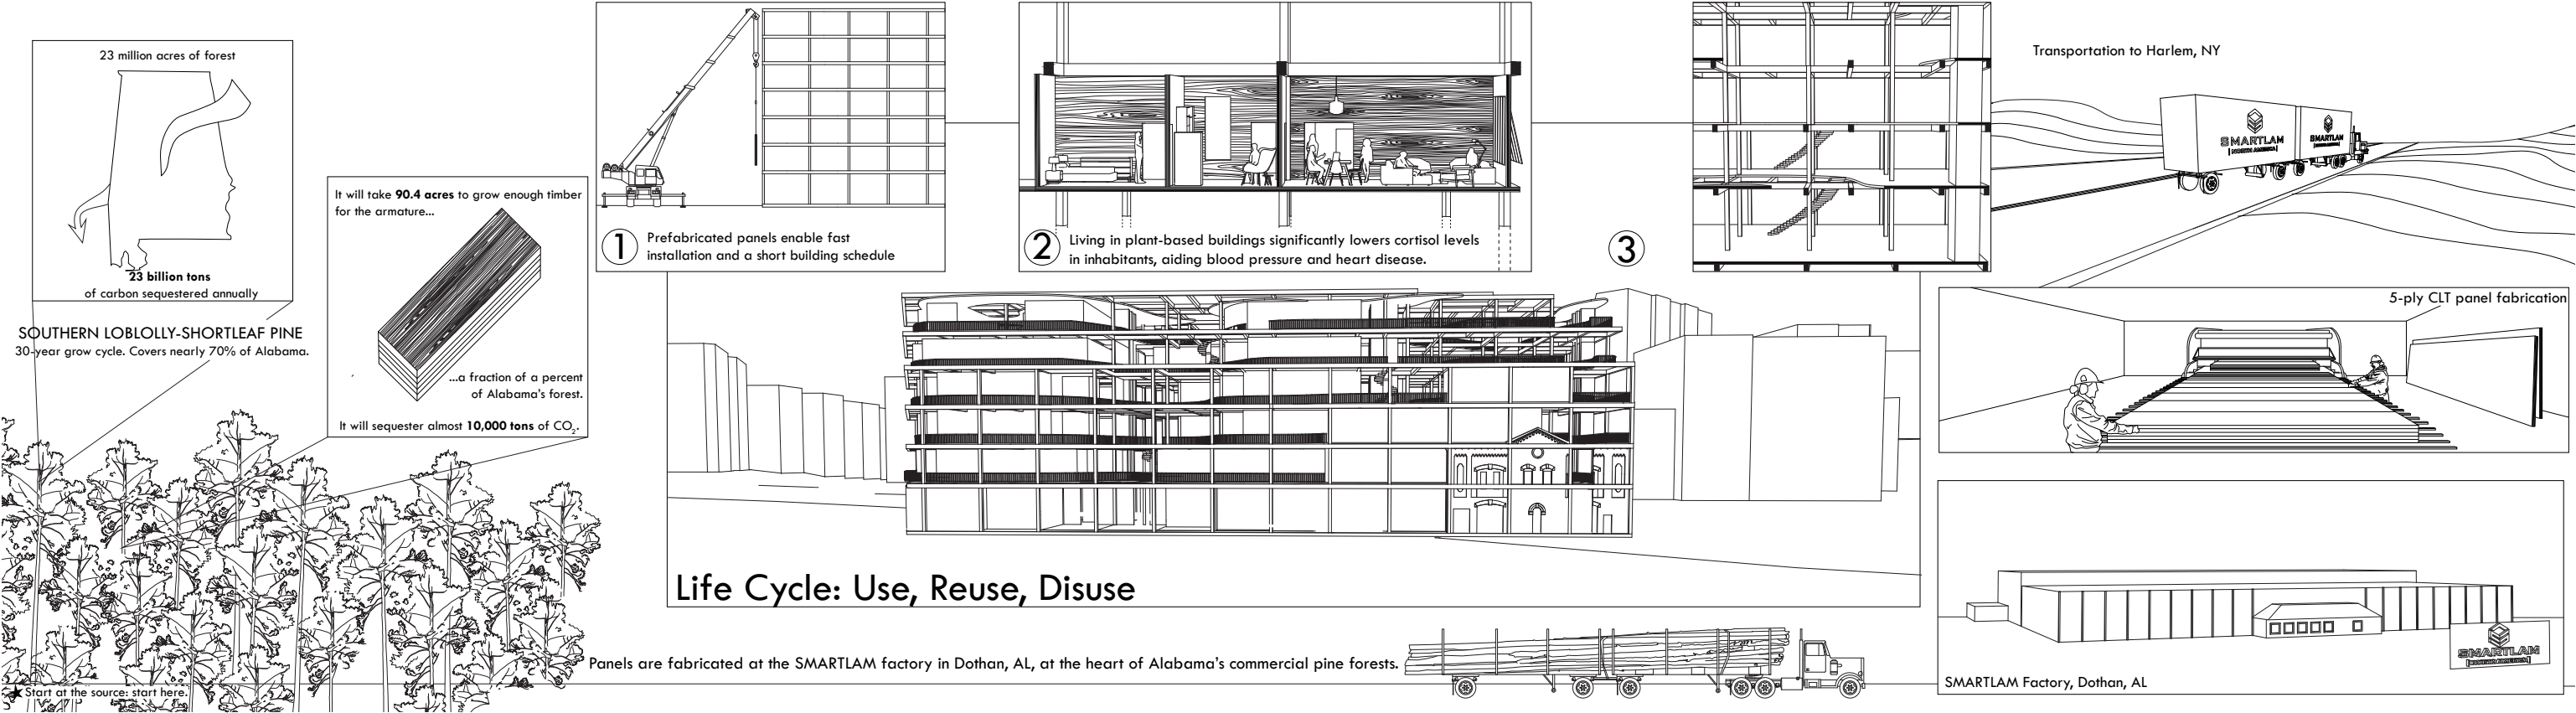 23 million acres of forest
23 billion tons
of carbon sequestered annually
SOUTHERN LOBLOLLY-SHORTLEAF PINE
30-year grow cycle. Covers nearly 70% of Alabama.
It will take 90.4 acres to grow enough timber
for the armature...
...a fraction of a percent
of Alabama's forest.
It will sequester almost 10,000 tons of CO₂.
★ Start at the source: start here.
1
Prefabricated panels enable fast
installation and a short building schedule
2
Living in plant-based buildings significantly lowers cortisol levels
in inhabitants, aiding blood pressure and heart disease.
3
Life Cycle: Use, Reuse, Disuse
Panels are fabricated at the SMARTLAM factory in Dothan, AL, at the heart of Alabama's commercial pine forests.
Transportation to Harlem, NY
SMARTLAM
[NORTH AMERICA]
SMARTLAM
[NORTH AMERICA]
5-ply CLT panel fabrication
SMARTLAM
[NORTH AMERICA]
SMARTLAM Factory, Dothan, AL